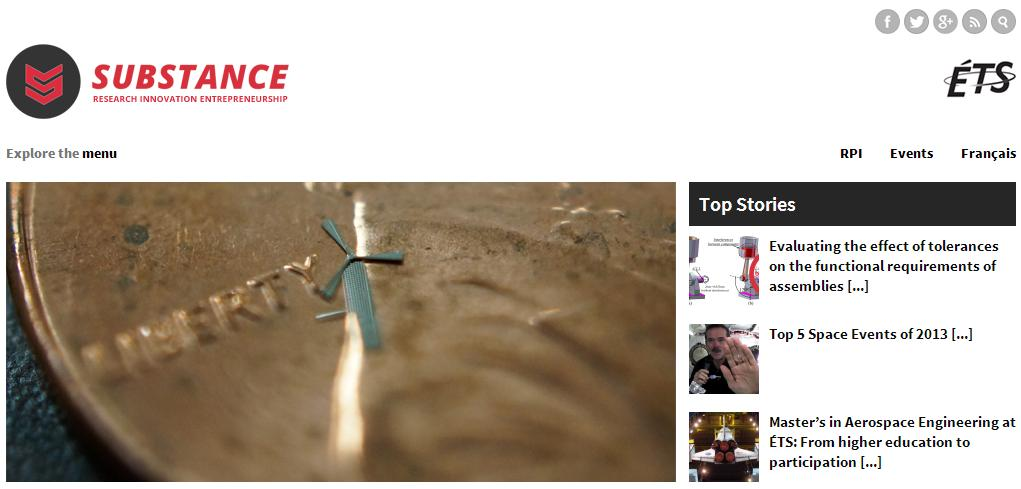 SUBSTANCE
RESEARCH INNOVATION ENTREPRENEURSHIP
ÉTS
Explore the menu
RPI Events Français
LIBERTY
Top Stories
Evaluating the effect of tolerances
on the functional requirements of
assemblies [...]
Top 5 Space Events of 2013 [...]
Master’s in Aerospace Engineering at
ÉTS: From higher education to
participation [...]